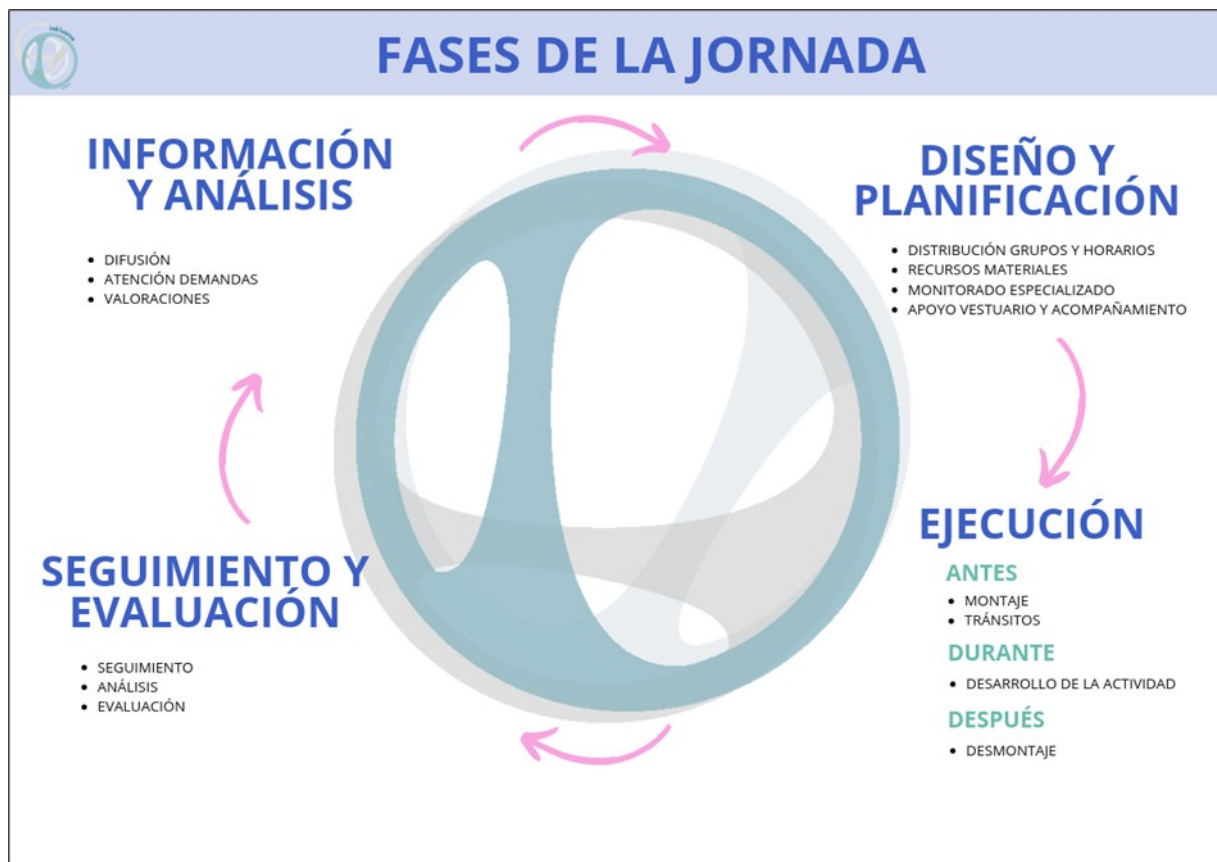 FASES DE LA JORNADA
INFORMACIÓN
Y ANÁLISIS
• DIFUSIÓN
• ATENCIÓN DEMANDAS
• VALORACIONES
DISEÑO Y
PLANIFICACIÓN
• DISTRIBUCIÓN GRUPOS Y HORARIOS
• RECURSOS MATERIALES
• MONITORADO ESPECIALIZADO
• APOYO VESTUARIO Y ACOMPAÑAMIENTO
EJECUCIÓN
ANTES
• MONTAJE
• TRÁNSITOS
DURANTE
• DESARROLLO DE LA ACTIVIDAD
DESPUÉS
• DESMONTAJE
SEGUIMIENTO Y
EVALUACIÓN
• SEGUIMIENTO
• ANÁLISIS
• EVALUACIÓN